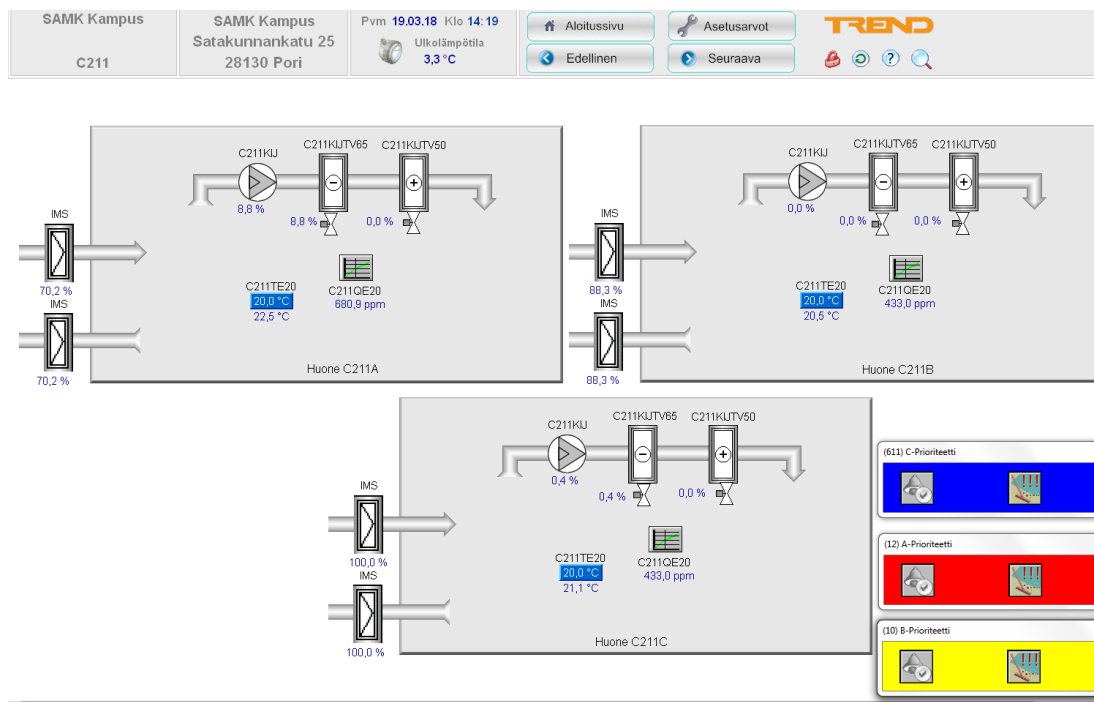 SAMK Kampus
C211
SAMK Kampus
Satakunnankatu 25
28130 Pori
Pvm 19.03.18 Klo 14:19
Ulkolämpötila
3,3 °C
Aloitussivu
Asetusarvot
Edellinen
Seuraava
TREND
C211KIJ
C211KIJTV65
C211KIJTV50
8,8 %
8,8 %
0,0 %
IMS
70,2 %
IMS
70,2 %
C211TE20
20,0 °C
22,5 °C
C211QE20
680,9 ppm
Huone C211A
C211KIJ
C211KIJTV65
C211KIJTV50
0,0 %
0,0 %
0,0 %
IMS
88,3 %
IMS
88,3 %
C211TE20
20,0 °C
20,5 °C
C211QE20
433,0 ppm
Huone C211B
C211KIJ
C211KIJTV65
C211KIJTV50
0,4 %
0,4 %
0,0 %
IMS
100,0 %
IMS
100,0 %
C211TE20
20,0 °C
21,1 °C
C211QE20
433,0 ppm
Huone C211C
(611) C-Prioriteetti
(12) A-Prioriteetti
(10) B-Prioriteetti